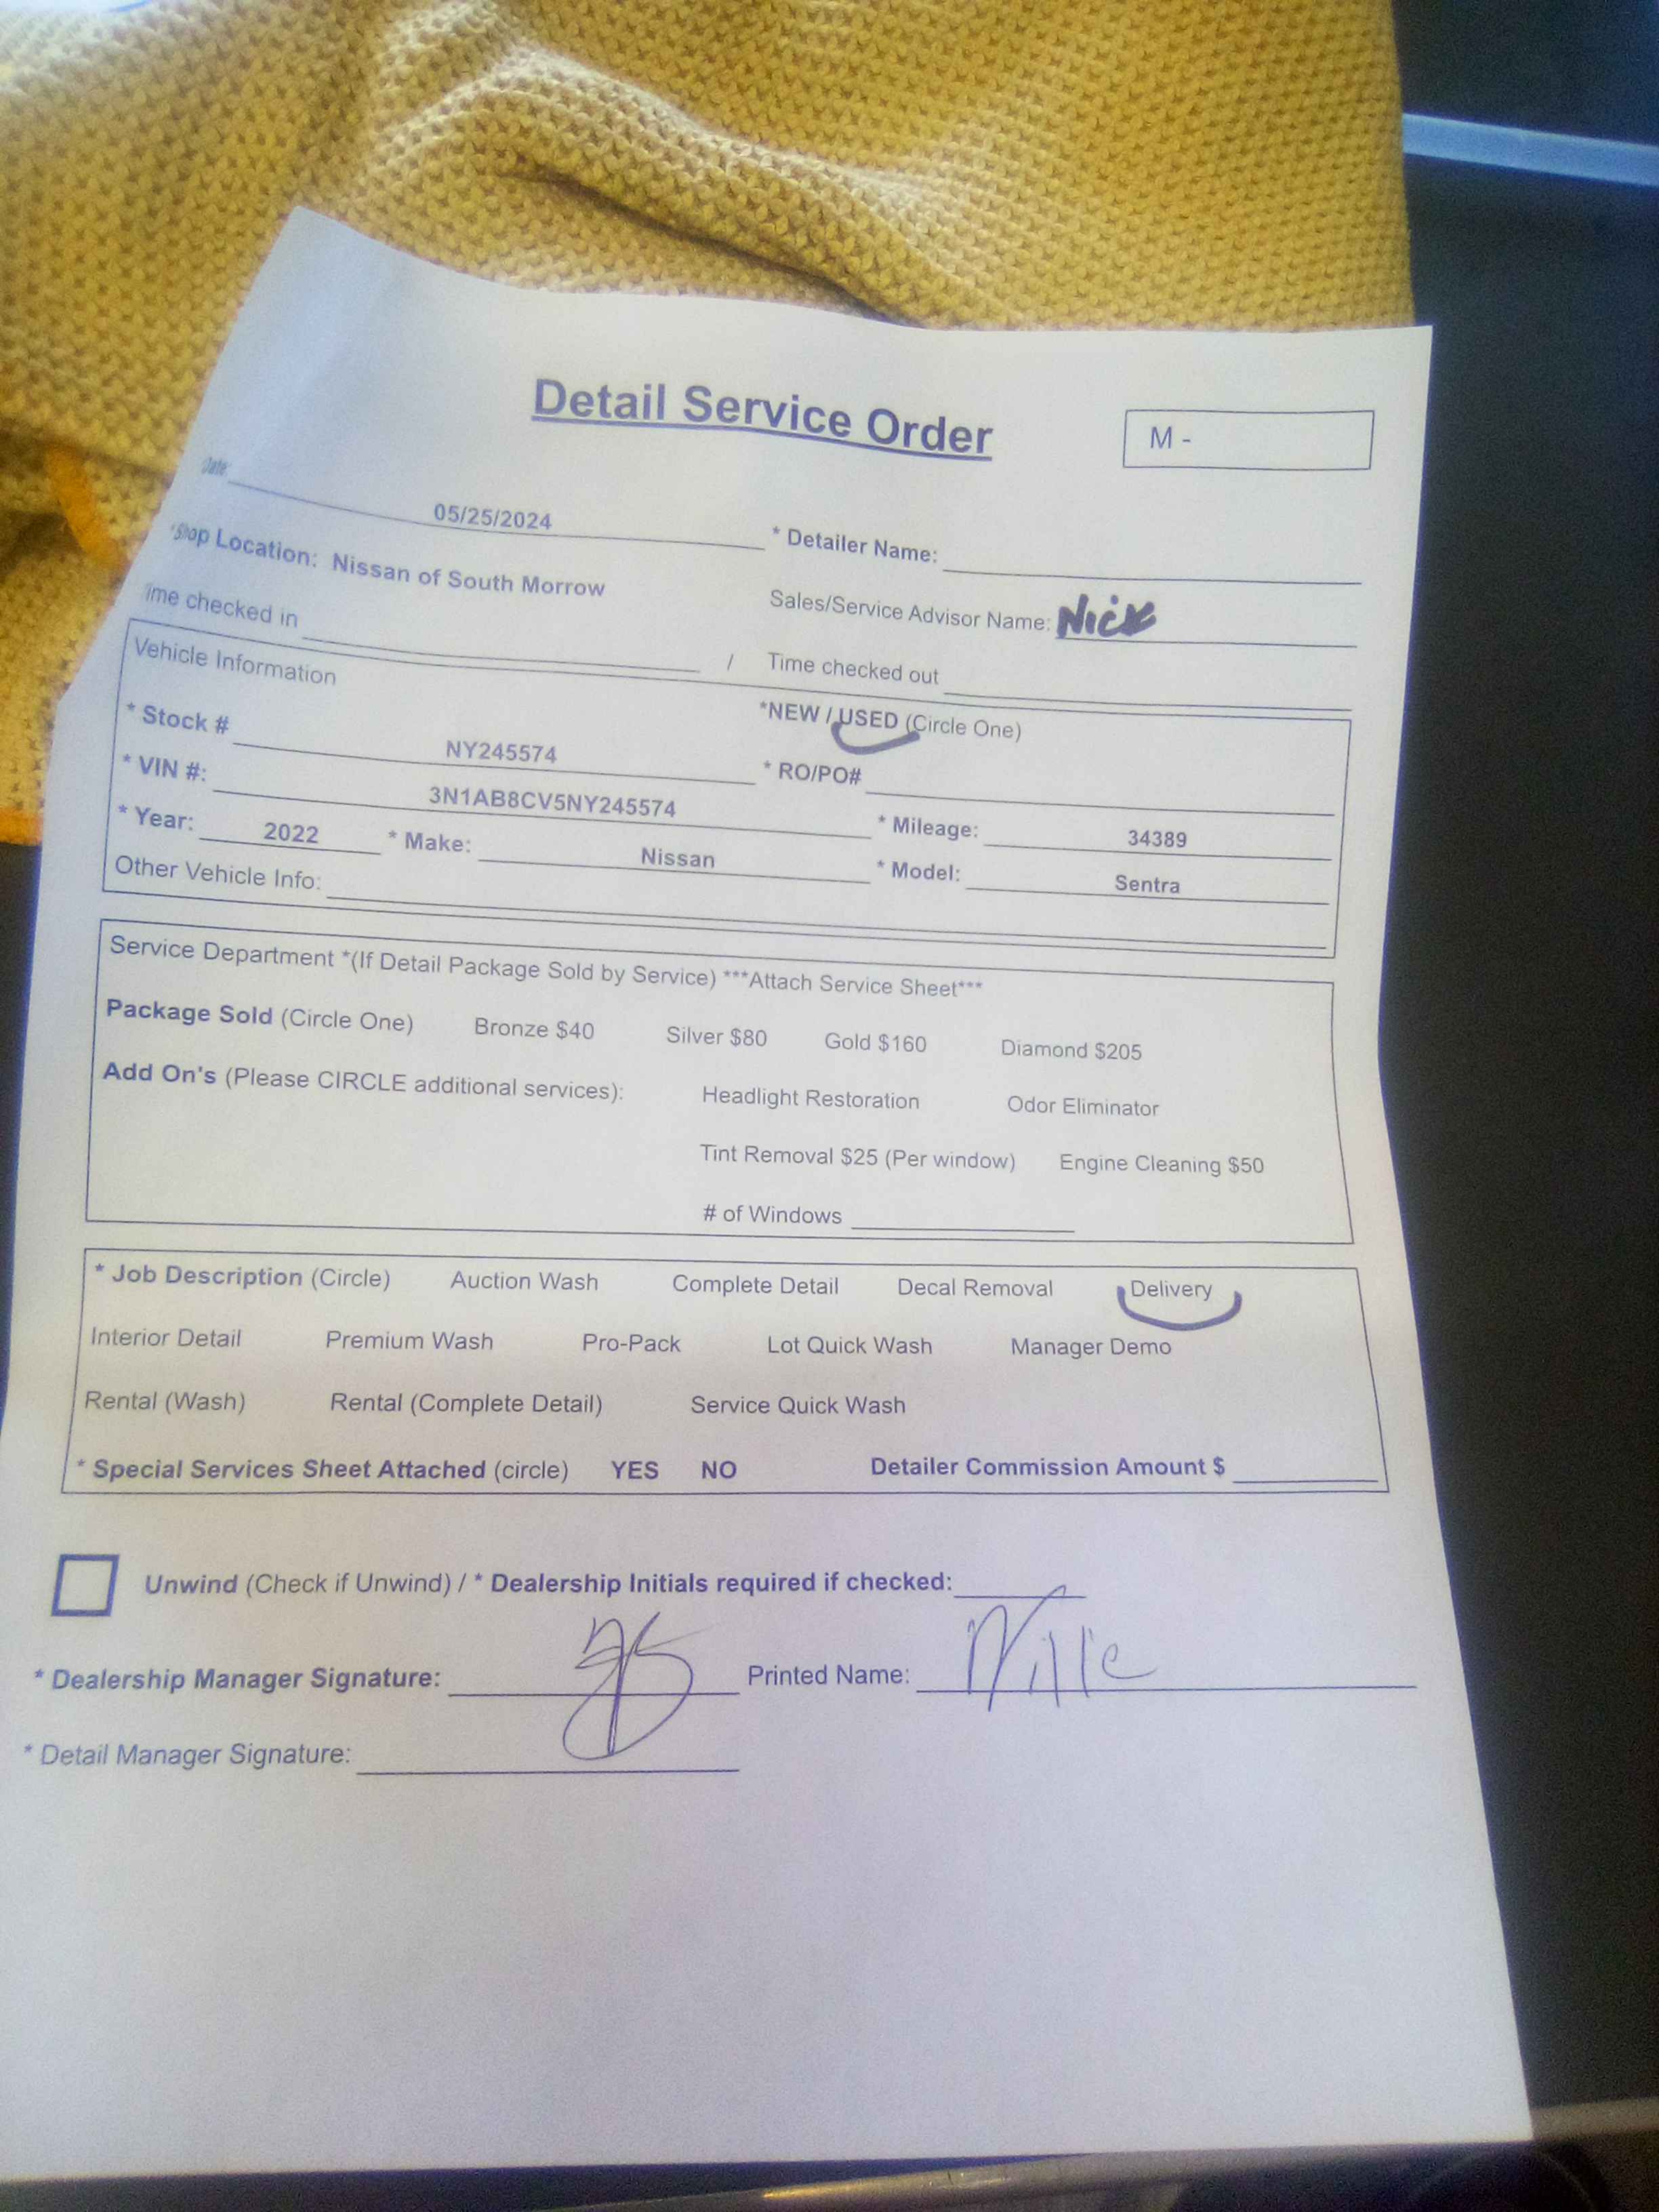 Detail Service Order
M -
Date:
05/25/2024
* Detailer Name:
*Shop Location: Nissan of South Morrow
Sales/Service Advisor Name: Nick
Time checked in / Time checked out
Vehicle Information
*NEW / USED (Circle One)
* Stock # NY245574
* RO/PO#
* VIN #: 3N1AB8CV5NY245574
* Mileage: 34389
* Year: 2022 * Make: Nissan * Model: Sentra
Other Vehicle Info:
Service Department *(If Detail Package Sold by Service) ***Attach Service Sheet***
Package Sold (Circle One) Bronze $40 Silver $80 Gold $160 Diamond $205
Add On's (Please CIRCLE additional services): Headlight Restoration Odor Eliminator
Tint Removal $25 (Per window) Engine Cleaning $50
# of Windows
* Job Description (Circle) Auction Wash Complete Detail Decal Removal Delivery
Interior Detail Premium Wash Pro-Pack Lot Quick Wash Manager Demo
Rental (Wash) Rental (Complete Detail) Service Quick Wash
* Special Services Sheet Attached (circle) YES NO Detailer Commission Amount $
Unwind (Check if Unwind) / * Dealership Initials required if checked:
* Dealership Manager Signature: Printed Name:
* Detail Manager Signature: